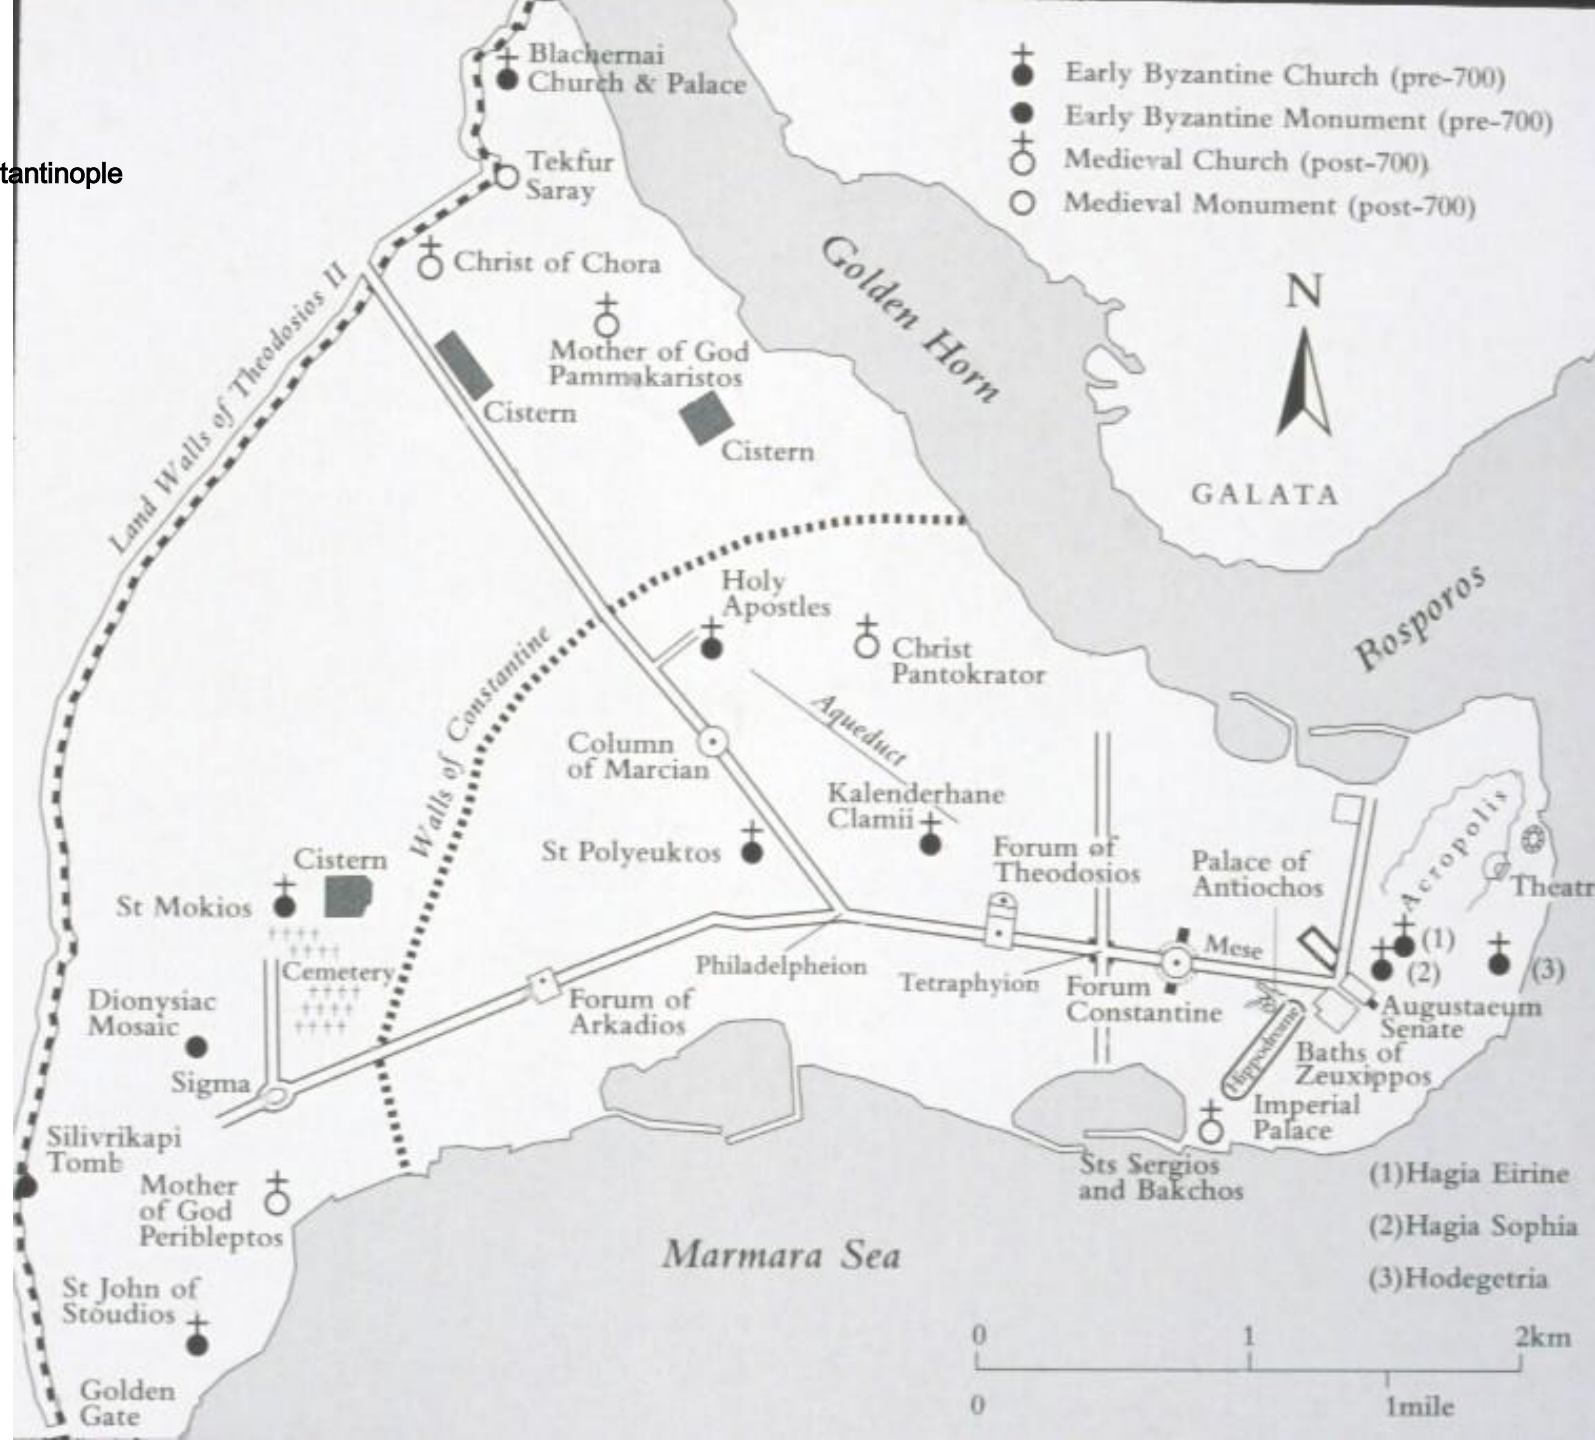 Blachernai
Church & Palace
Early Byzantine Church (pre-700)
Early Byzantine Monument (pre-700)
Medieval Church (post-700)
Medieval Monument (post-700)
tantinople
Tekfur
Saray
Christ of Chora
Land Walls of Theodosios II
Golden Horn
N
Mother of God
Pammakaristos
Cistern
Cistern
GALATA
Bosporos
Holy
Apostles
Christ
Pantokrator
Walls of Constantine
Aqueduct
Column
of Marcian
Kalenderhane
Clamii
St Polyeuktos
Forum of
Theodosios
Palace of
Antiochos
Acropolis
Theatr
Cistern
St Mokios
Cemetery
(1)
(2)
(3)
Mese
Philadelpheion
Tetraphyion
Forum
Constantine
Augustaeum
Senate
Dionysiac
Mosaic
Forum of
Arkadios
Hippodrome
Baths of
Zeuxippos
Sigma
Imperial
Palace
Silivrikapi
Tomb
Sts Sergios
and Bakchos
Mother
of God
Peribleptos
(1)Hagia Eirine
(2)Hagia Sophia
(3)Hodegetria
Marmara Sea
St John of
Stoudios
Golden
Gate
0 1 2km
0 1mile